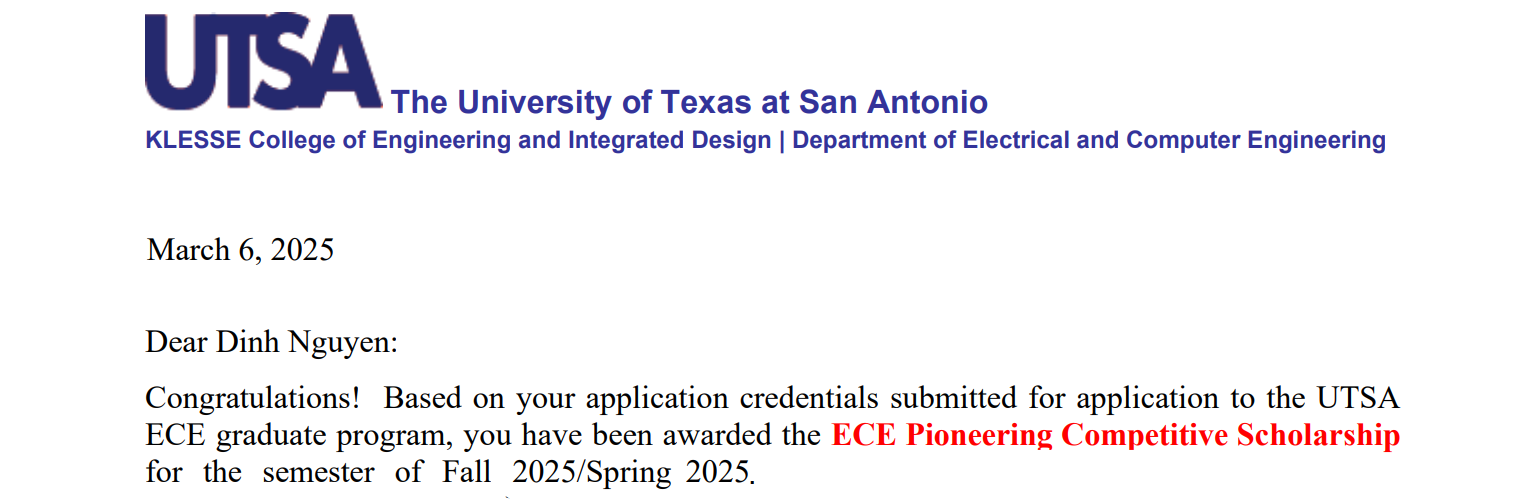 UTSA The University of Texas at San Antonio
KLESSE College of Engineering and Integrated Design | Department of Electrical and Computer Engineering
March 6, 2025
Dear Dinh Nguyen:
Congratulations! Based on your application credentials submitted for application to the UTSA
ECE graduate program, you have been awarded the ECE Pioneering Competitive Scholarship
for the semester of Fall 2025/Spring 2025.